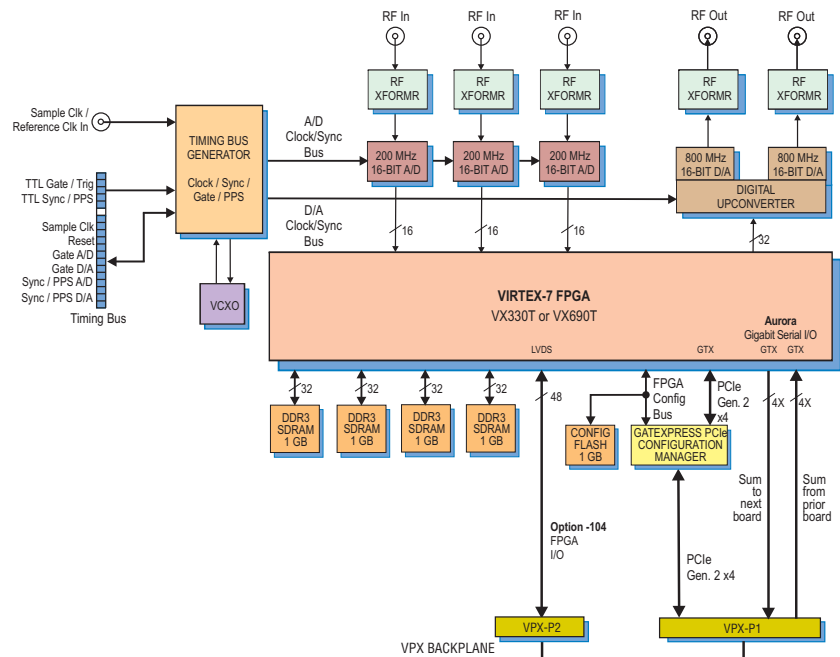 RF In
RF In
RF In
RF Out
RF Out
RF
XFORMR
RF
XFORMR
RF
XFORMR
RF
XFORMR
RF
XFORMR
Sample Clk /
Reference Clk In
TIMING BUS
GENERATOR
Clock / Sync /
Gate / PPS
A/D
Clock/Sync
Bus
200 MHz
16-BIT A/D
200 MHz
16-BIT A/D
200 MHz
16-BIT A/D
800 MHz
16-BIT D/A
800 MHz
16-BIT D/A
DIGITAL
UPCONVERTER
TTL Gate / Trig
TTL Sync / PPS
Sample Clk
Reset
Gate A/D
Gate D/A
Sync / PPS A/D
Sync / PPS D/A
Timing Bus
D/A
Clock/Sync
Bus
16
16
16
32
VCXO
VIRTEX-7 FPGA
VX330T or VX690T
LVDS
GTX
Aurora
Gigabit Serial I/O
GTX
GTX
32
32
32
32
48
FPGA
Config
Bus
PCIe
Gen. 2
x4
4X
4X
DDR3
SDRAM
1 GB
DDR3
SDRAM
1 GB
DDR3
SDRAM
1 GB
DDR3
SDRAM
1 GB
CONFIG
FLASH
1 GB
GATEXPRESS PCIe
CONFIGURATION
MANAGER
Sum
to
next
board
Sum
from
prior
board
Option -104
FPGA
I/O
PCIe
Gen. 2 x4
VPX-P2
VPX-P1
VPX BACKPLANE